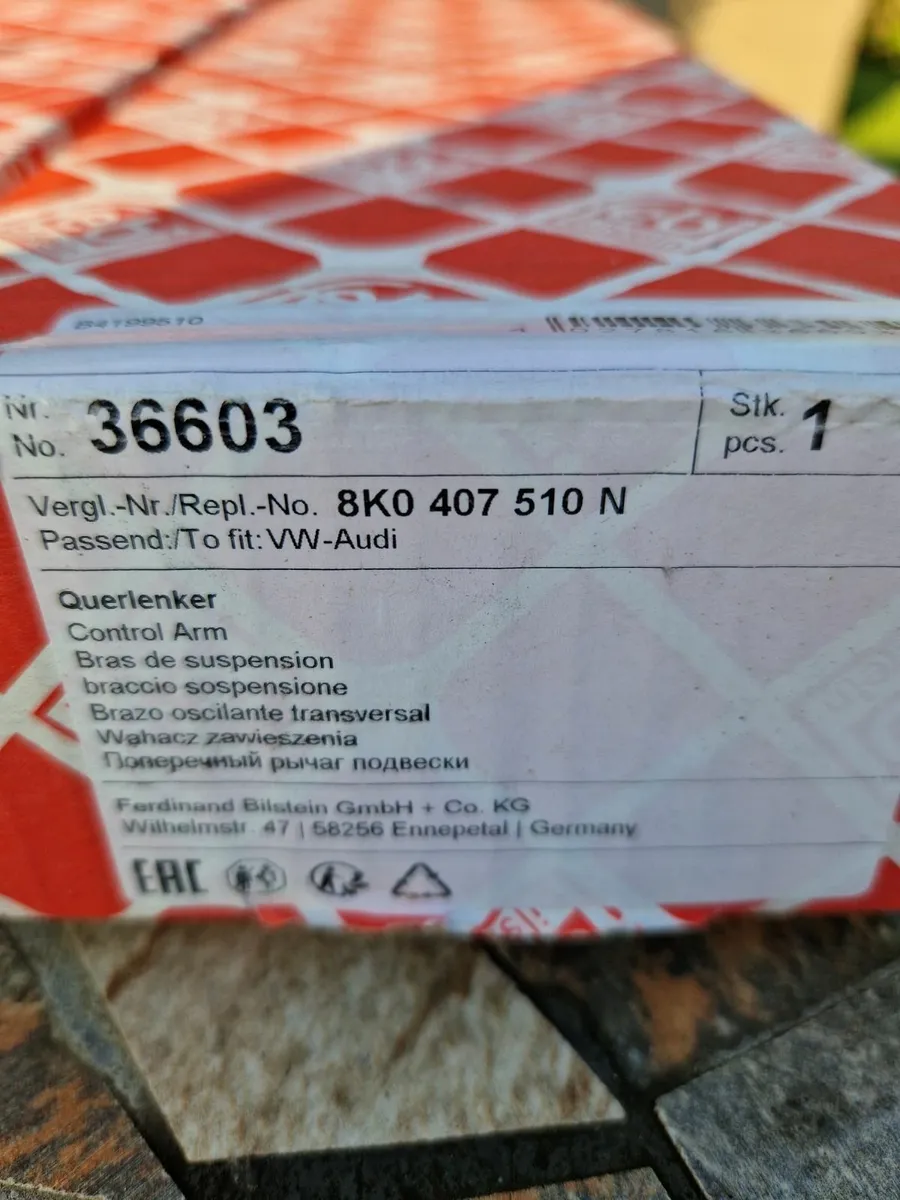 84199510
Nr.
No. 36603
Stk.
pcs. 1
Vergl.-Nr./Repl.-No. 8K0 407 510 N
Passend:/To fit: VW-Audi
Querlenker
Control Arm
Bras de suspension
braccio sospensione
Brazo oscilante transversal
Wahacz zawieszenia
Поперечный рычаг подвески
Ferdinand Bilstein GmbH + Co. KG
Wilhelmstr. 47 | 58256 Ennepetal | Germany
EAC